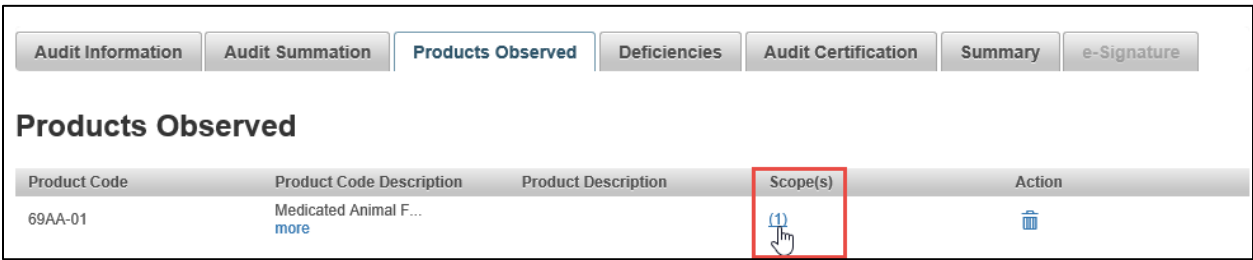 Audit Information Audit Summation Products Observed Deficiencies Audit Certification Summary e-Signature
Products Observed
Product Code Product Code Description Product Description Scope(s) Action
69AA-01 Medicated Animal F... (1)
more